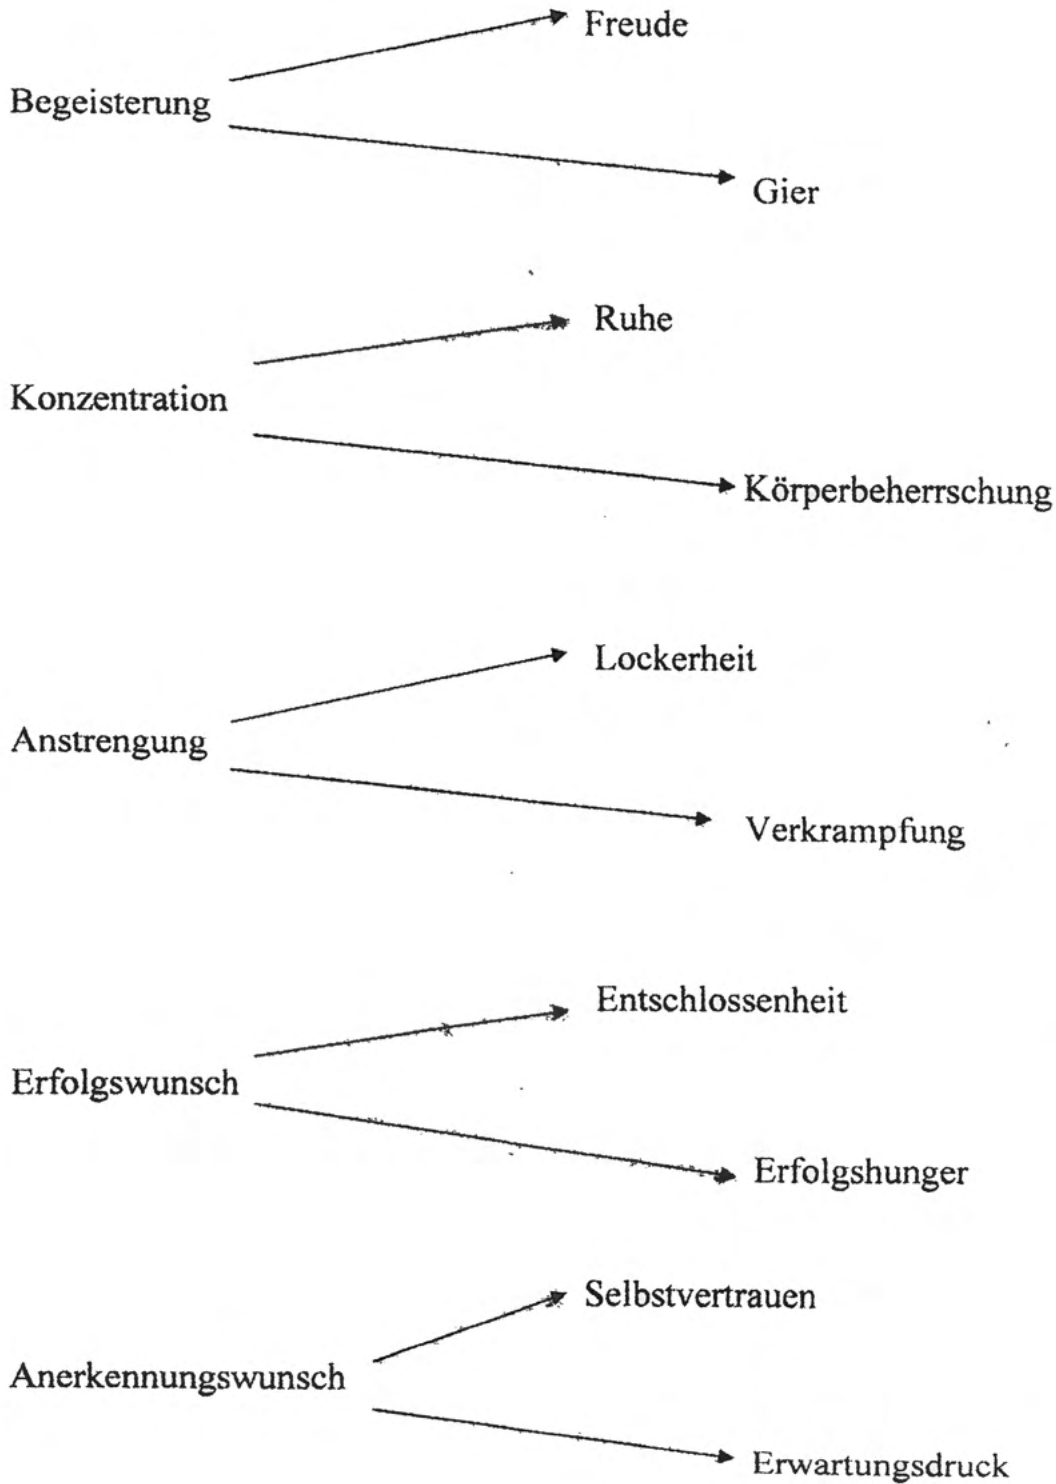 Freude
Begeisterung
Gier
Ruhe
Konzentration
Körperbeherrschung
Lockerheit
Anstrengung
Verkrampfung
Entschlossenheit
Erfolgswunsch
Erfolgshunger
Selbstvertrauen
Anerkennungswunsch
Erwartungsdruck